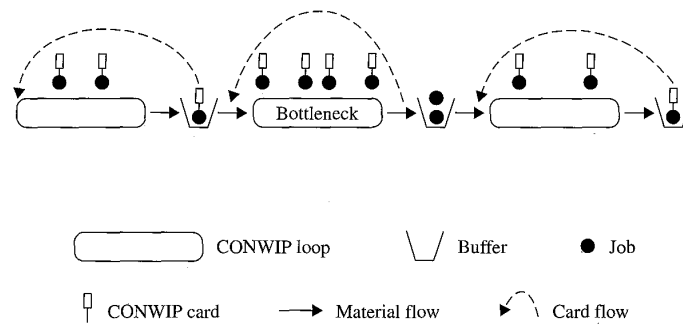 Bottleneck
CONWIP loop
Buffer
Job
CONWIP card
Material flow
Card flow